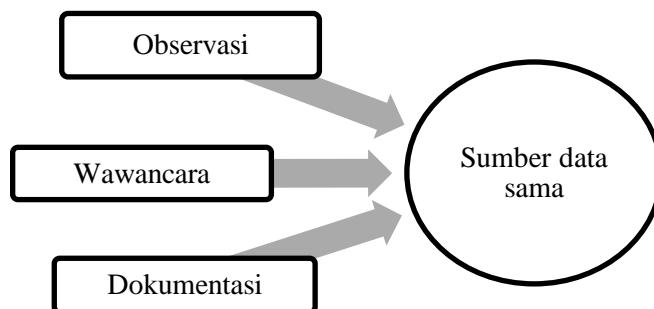 Observasi
Wawancara
Dokumentasi
Sumber data
sama